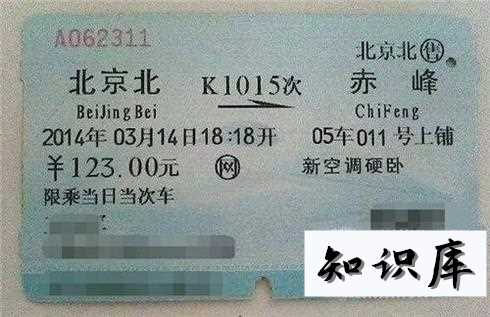 A062311
北京北售
北京北 K1015次 赤峰
BeiJingBei ChiFeng
2014年03月14日18:18开 05车011号上铺
￥123.00元 网 新空调硬卧
限乘当日当次车
知识库